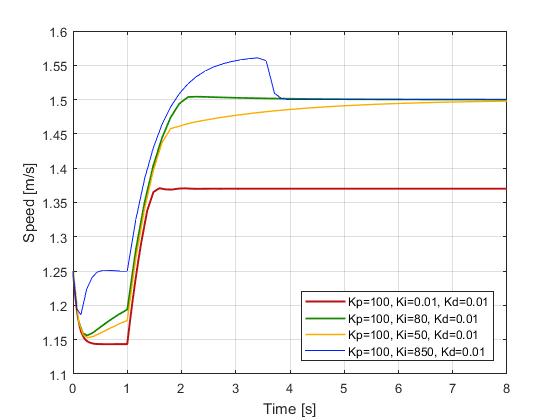 1.6
1.55
1.5
1.45
1.4
1.35
1.3
1.25
1.2
1.15
1.1
Speed [m/s]
0 1 2 3 4 5 6 7 8
Time [s]
Kp=100, Ki=0.01, Kd=0.01
Kp=100, Ki=80, Kd=0.01
Kp=100, Ki=50, Kd=0.01
Kp=100, Ki=850, Kd=0.01